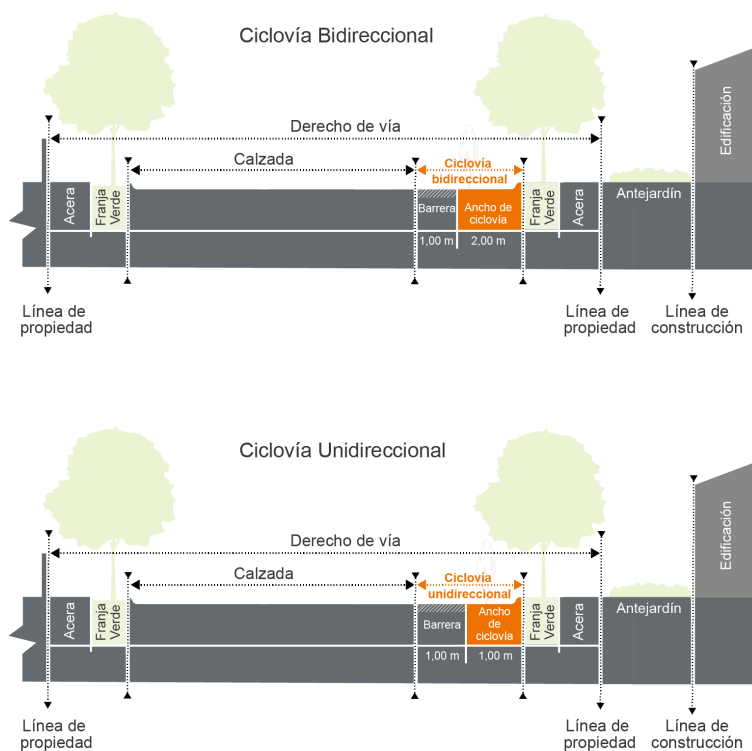 Ciclovía Bidireccional
Derecho de vía
Calzada
Ciclovía
bidireccional
Edificación
Acera
Franja
Verde
Barrera
Ancho de
ciclovía
Franja
Verde
Acera
Antejardín
1,00 m
2,00 m
Línea de
propiedad
Línea de
propiedad
Línea de
construcción
Ciclovía Unidireccional
Derecho de vía
Calzada
Ciclovía
unidireccional
Edificación
Acera
Franja
Verde
Barrera
Ancho
de
ciclovía
Franja
Verde
Acera
Antejardín
1,00 m
1,00 m
Línea de
propiedad
Línea de
propiedad
Línea de
construcción